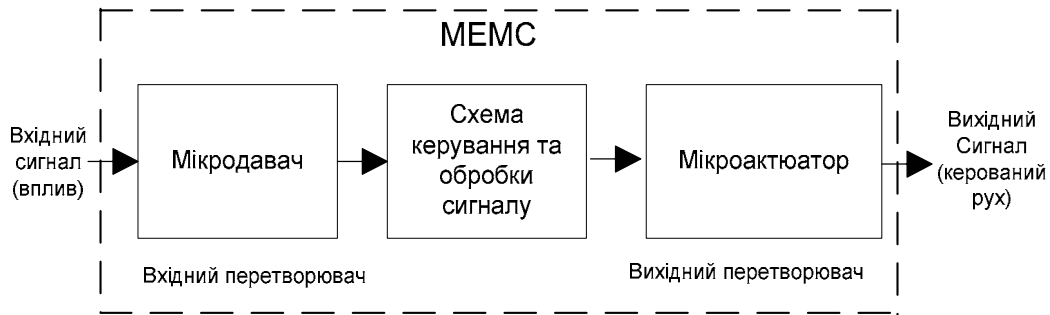 МЕМС
Вхідний
сигнал
(вплив)
Мікродавач
Схема
керування та
обробки
сигналу
Мікроактюатор
Вихідний
Сигнал
(керований
рух)
Вхідний перетворювач
Вихідний перетворювач